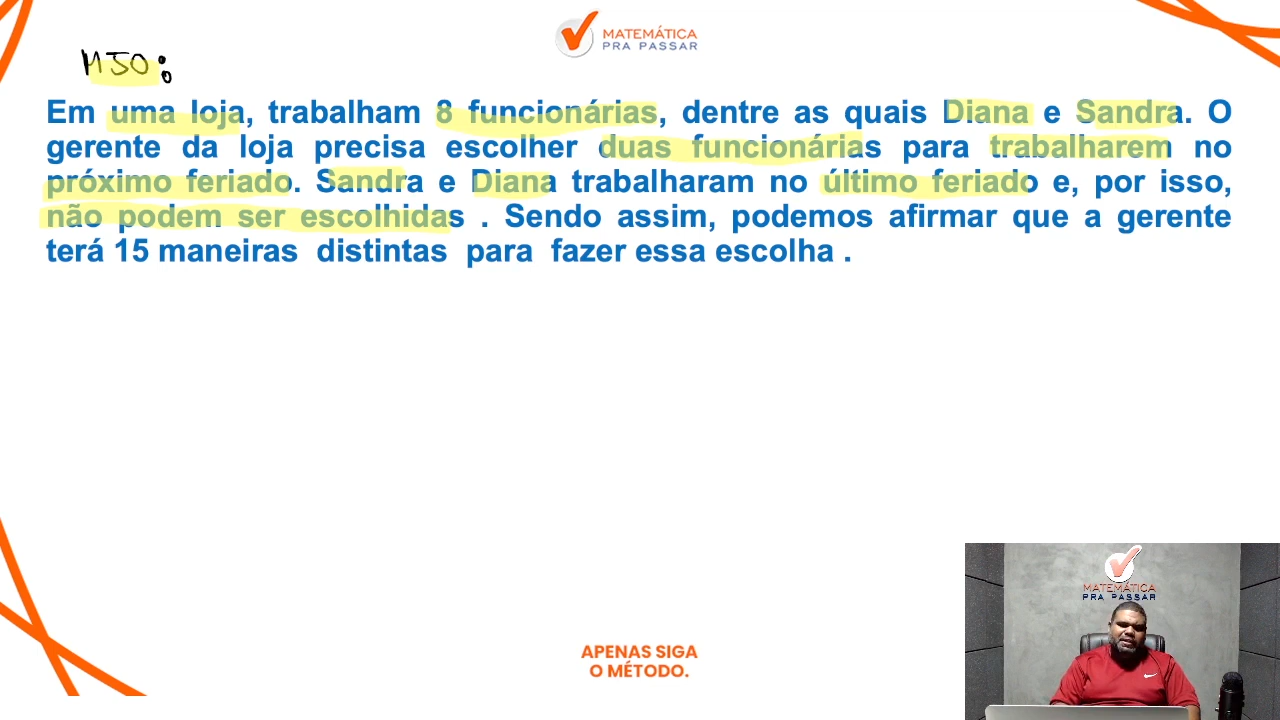 MATEMÁTICA
PRA PASSAR
MJO:
Em uma loja, trabalham 8 funcionárias, dentre as quais Diana e Sandra. O
gerente da loja precisa escolher duas funcionárias para trabalharem no
próximo feriado. Sandra e Diana trabalharam no último feriado e, por isso,
não podem ser escolhidas . Sendo assim, podemos afirmar que a gerente
terá 15 maneiras distintas para fazer essa escolha .
MATEMÁTICA
PRA PASSAR
APENAS SIGA
O MÉTODO.